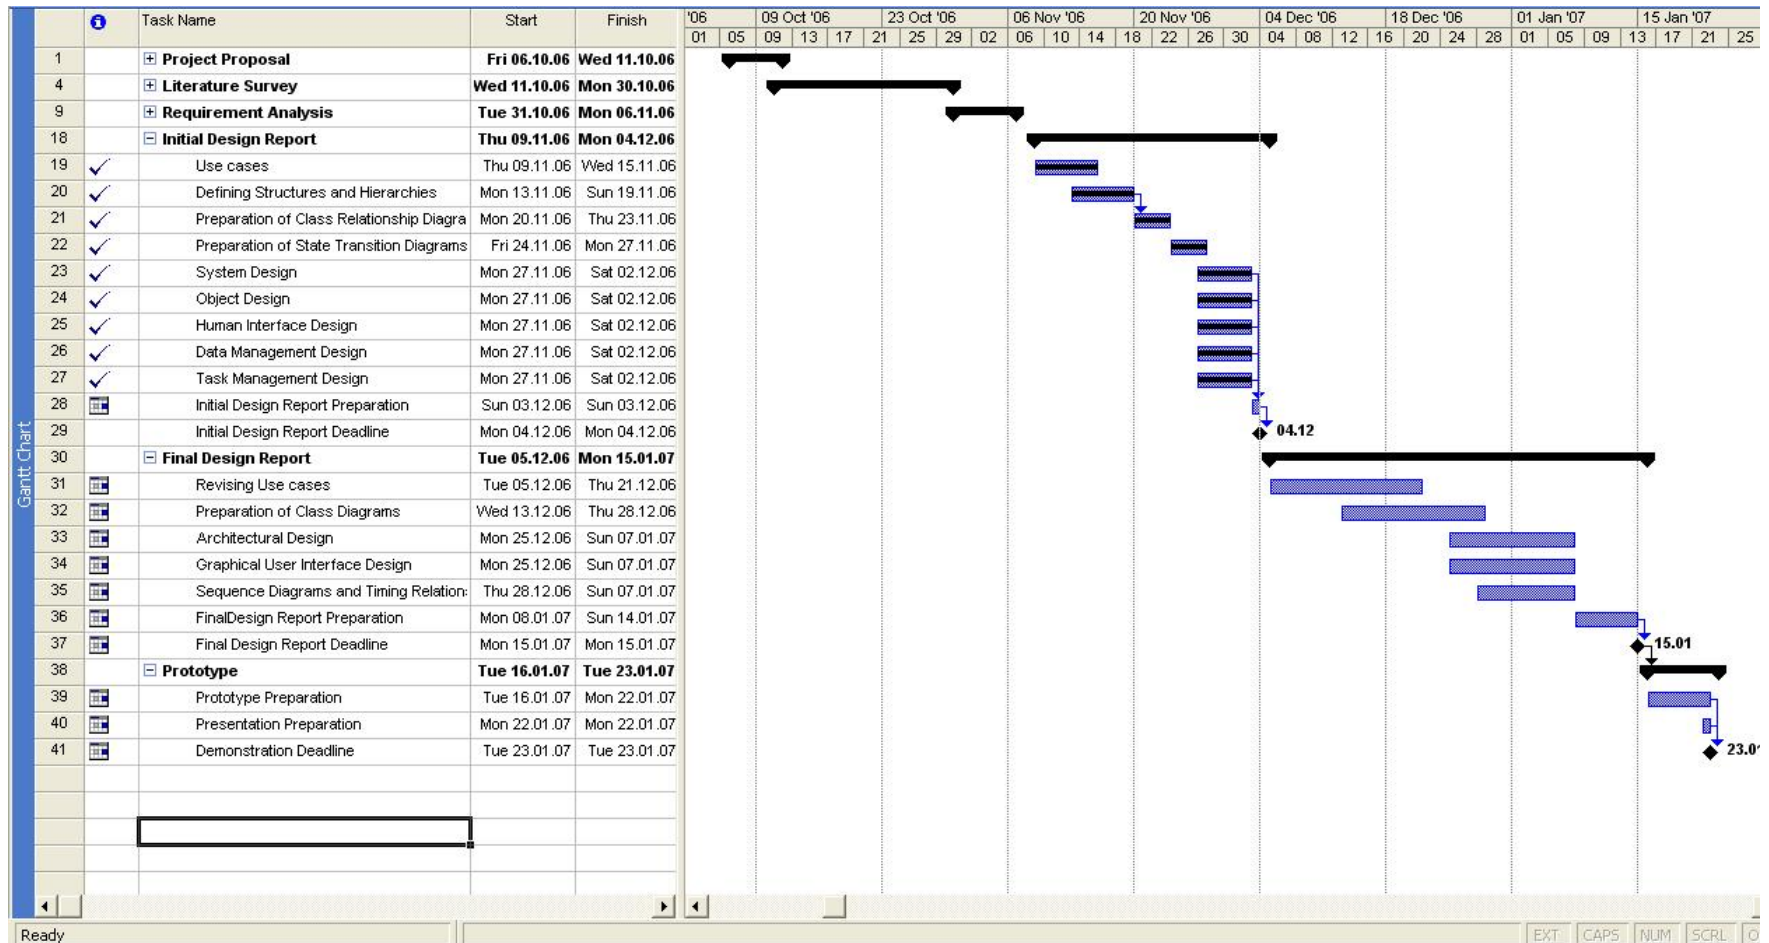 Task Name Start Finish '06 09 Oct '06 23 Oct '06 06 Nov '06 20 Nov '06 04 Dec '06 18 Dec '06 01 Jan '07 15 Jan '07
01 05 09 13 17 21 25 29 02 06 10 14 18 22 26 30 04 08 12 16 20 24 28 01 05 09 13 17 21 25
1 Project Proposal Fri 06.10.06 Wed 11.10.06
4 Literature Survey Wed 11.10.06 Mon 30.10.06
9 Requirement Analysis Tue 31.10.06 Mon 06.11.06
18 Initial Design Report Thu 09.11.06 Mon 04.12.06
19 Use cases Thu 09.11.06 Wed 15.11.06
20 Defining Structures and Hierarchies Mon 13.11.06 Sun 19.11.06
21 Preparation of Class Relationship Diagra Mon 20.11.06 Thu 23.11.06
22 Preparation of State Transition Diagrams Fri 24.11.06 Mon 27.11.06
23 System Design Mon 27.11.06 Sat 02.12.06
24 Object Design Mon 27.11.06 Sat 02.12.06
25 Human Interface Design Mon 27.11.06 Sat 02.12.06
26 Data Management Design Mon 27.11.06 Sat 02.12.06
27 Task Management Design Mon 27.11.06 Sat 02.12.06
28 Initial Design Report Preparation Sun 03.12.06 Sun 03.12.06
29 Initial Design Report Deadline Mon 04.12.06 Mon 04.12.06 04.12
30 Final Design Report Tue 05.12.06 Mon 15.01.07
31 Revising Use cases Tue 05.12.06 Thu 21.12.06
32 Preparation of Class Diagrams Wed 13.12.06 Thu 28.12.06
33 Architectural Design Mon 25.12.06 Sun 07.01.07
34 Graphical User Interface Design Mon 25.12.06 Sun 07.01.07
35 Sequence Diagrams and Timing Relation Thu 28.12.06 Sun 07.01.07
36 FinalDesign Report Preparation Mon 08.01.07 Sun 14.01.07
37 Final Design Report Deadline Mon 15.01.07 Mon 15.01.07 15.01
38 Prototype Tue 16.01.07 Tue 23.01.07
39 Prototype Preparation Tue 16.01.07 Mon 22.01.07
40 Presentation Preparation Mon 22.01.07 Mon 22.01.07
41 Demonstration Deadline Tue 23.01.07 Tue 23.01.07 23.0
Gantt Chart
Ready EXT CAPS NUM SCRL O